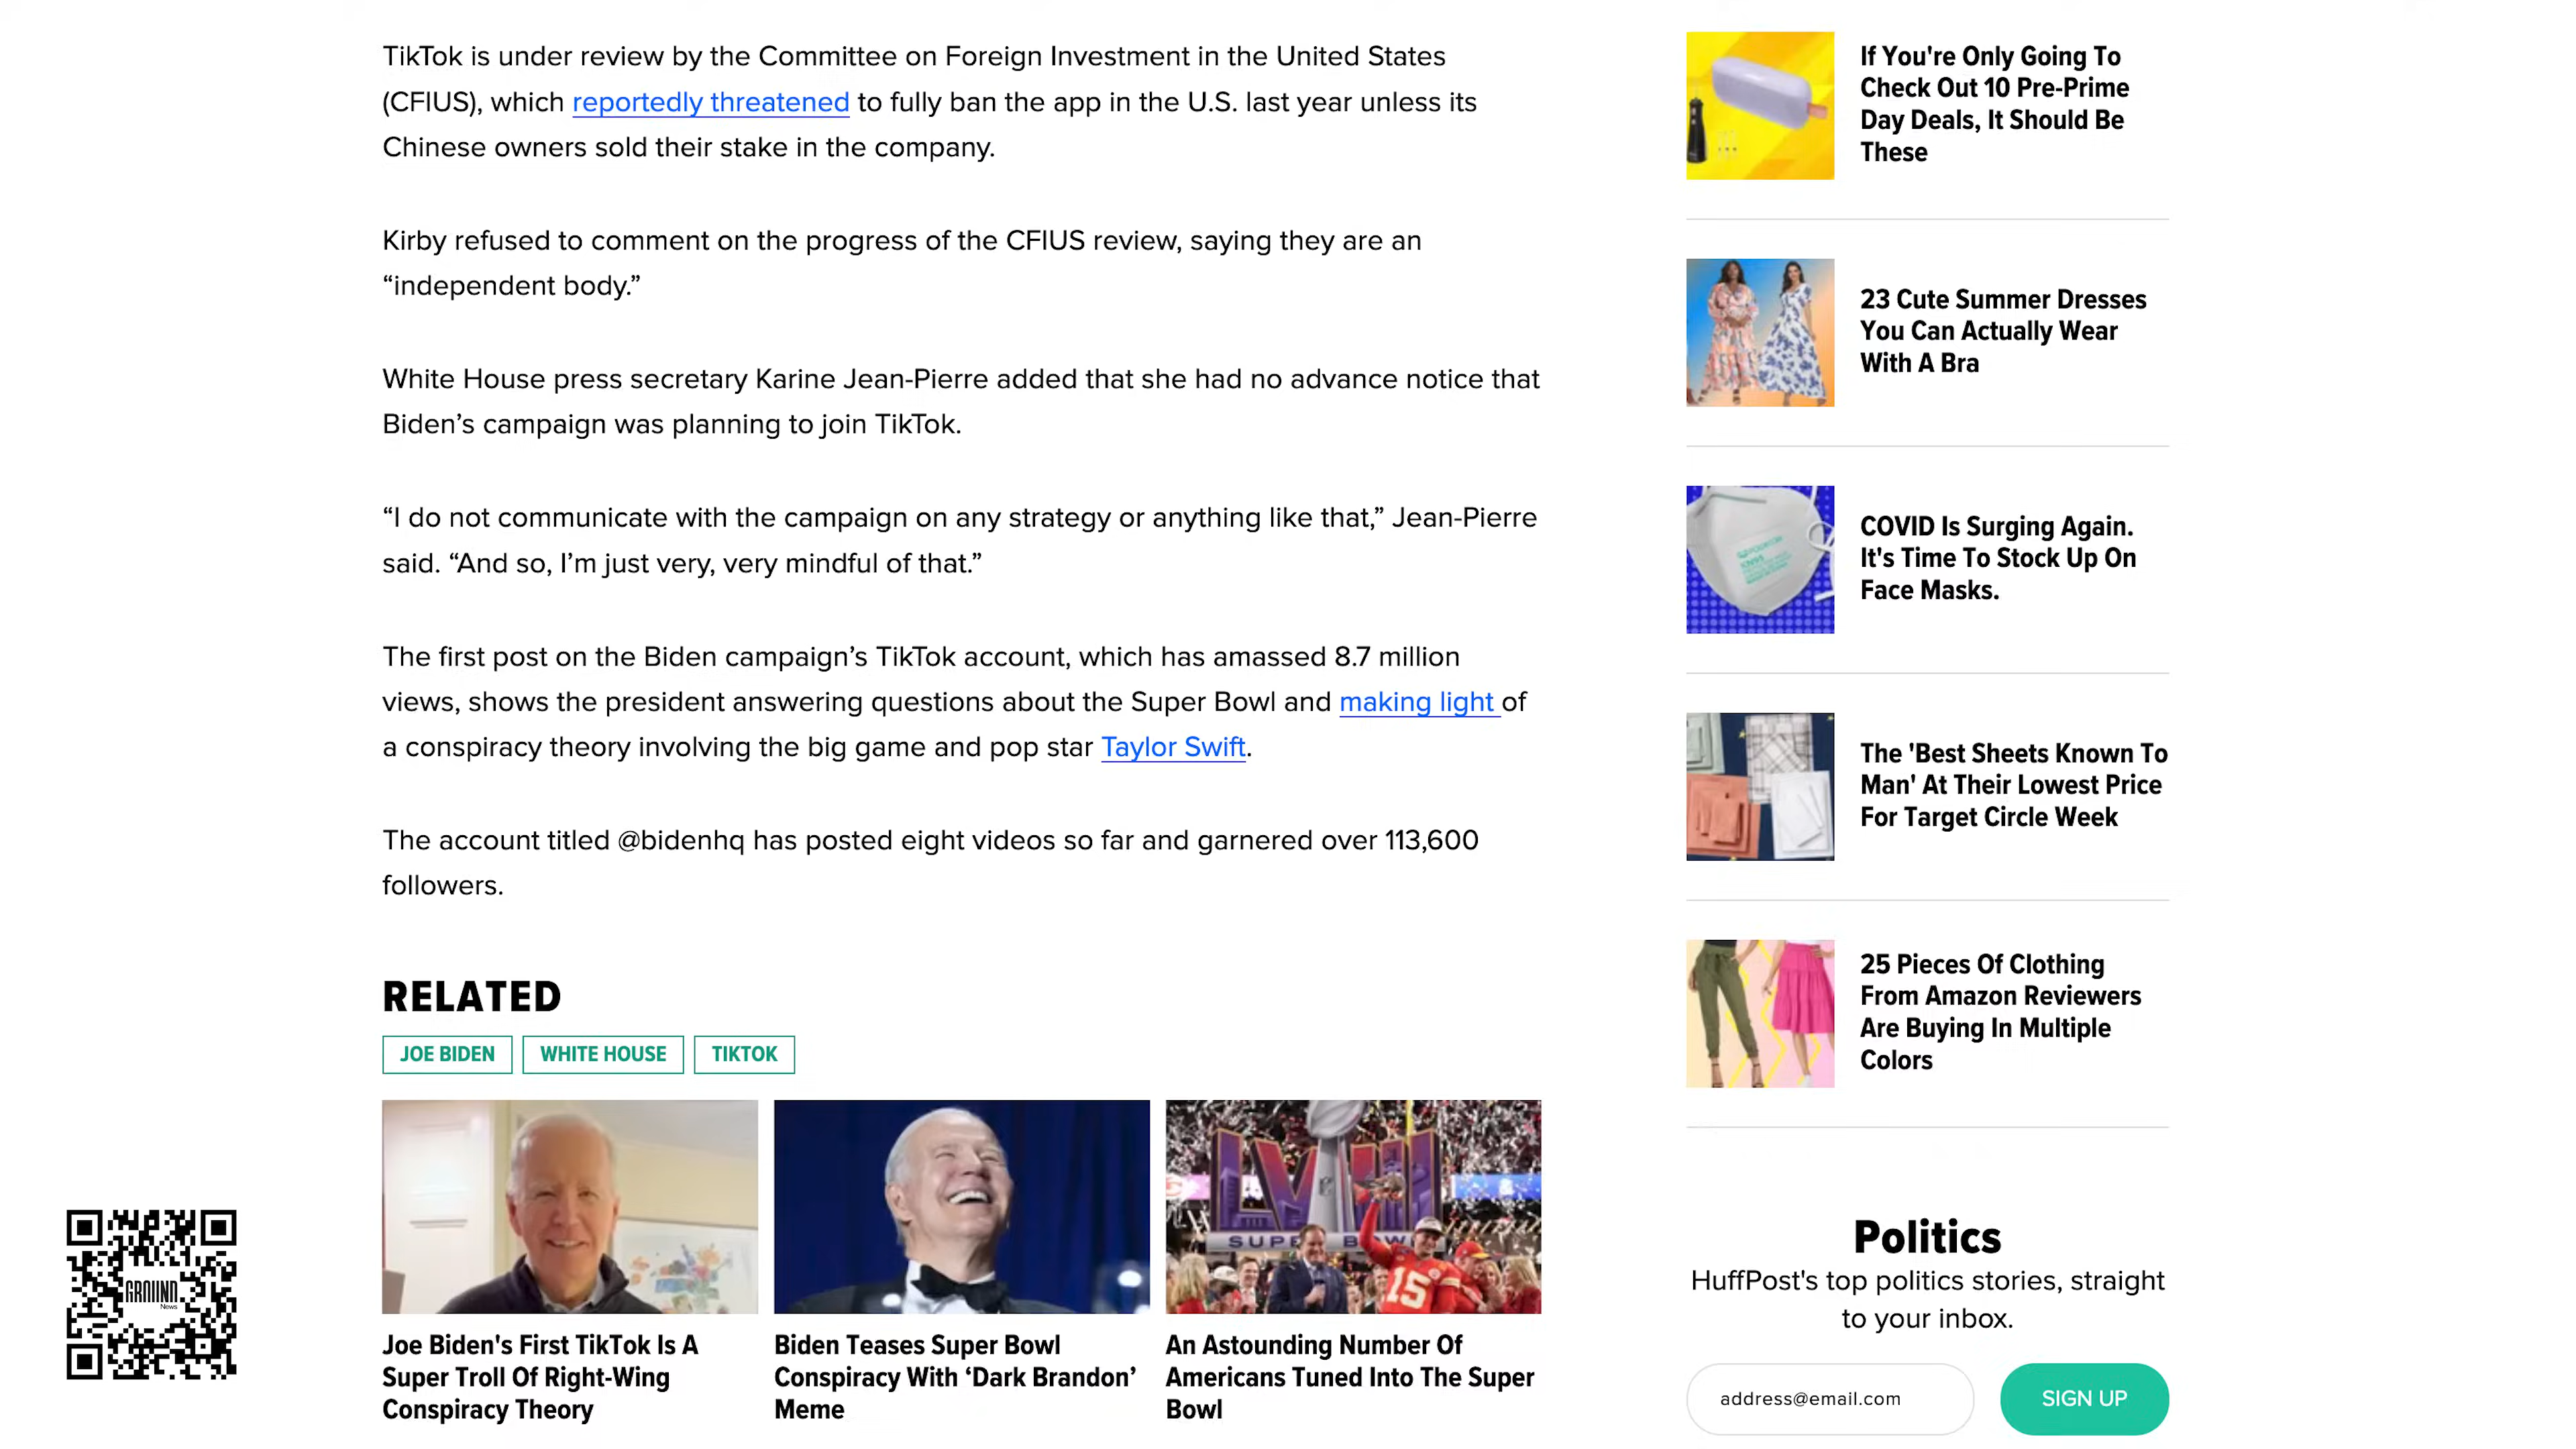 TikTok is under review by the Committee on Foreign Investment in the United States
(CFIUS), which reportedly threatened to fully ban the app in the U.S. last year unless its
Chinese owners sold their stake in the company.
Kirby refused to comment on the progress of the CFIUS review, saying they are an
“independent body.”
White House press secretary Karine Jean-Pierre added that she had no advance notice that
Biden’s campaign was planning to join TikTok.
“I do not communicate with the campaign on any strategy or anything like that,” Jean-Pierre
said. “And so, I’m just very, very mindful of that.”
The first post on the Biden campaign’s TikTok account, which has amassed 8.7 million
views, shows the president answering questions about the Super Bowl and making light of
a conspiracy theory involving the big game and pop star Taylor Swift.
The account titled @bidenhq has posted eight videos so far and garnered over 113,600
followers.
RELATED
JOE BIDEN
WHITE HOUSE
TIKTOK
LVIII
SUPER BOWL
15
Joe Biden's First TikTok Is A
Super Troll Of Right-Wing
Conspiracy Theory
Biden Teases Super Bowl
Conspiracy With ‘Dark Brandon’
Meme
An Astounding Number Of
Americans Tuned Into The Super
Bowl
GROUND
News
If You're Only Going To
Check Out 10 Pre-Prime
Day Deals, It Should Be
These
23 Cute Summer Dresses
You Can Actually Wear
With A Bra
COVID Is Surging Again.
It's Time To Stock Up On
Face Masks.
The 'Best Sheets Known To
Man' At Their Lowest Price
For Target Circle Week
25 Pieces Of Clothing
From Amazon Reviewers
Are Buying In Multiple
Colors
Politics
HuffPost's top politics stories, straight
to your inbox.
address@email.com
SIGN UP